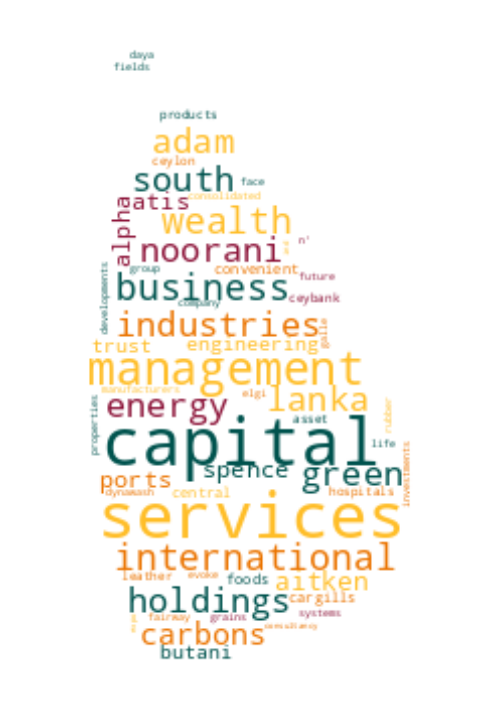 daya
fields
products
adam
ceylon
south
face
consolidated
atis
alpha
wealth
noorani
n'
group
convenient
future
developments
business
company
ceybank
industries
galle
trust
engineering
management
manufacturers
elgi
lanka
energy
properties
asset
rubber
capital
life
spence
green
ports
investments
dynawash
central
hospitals
services
international
leather
evoke
foods
aitken
holdings
cargills
systems
fairway
grains
consultancy
carbons
butani